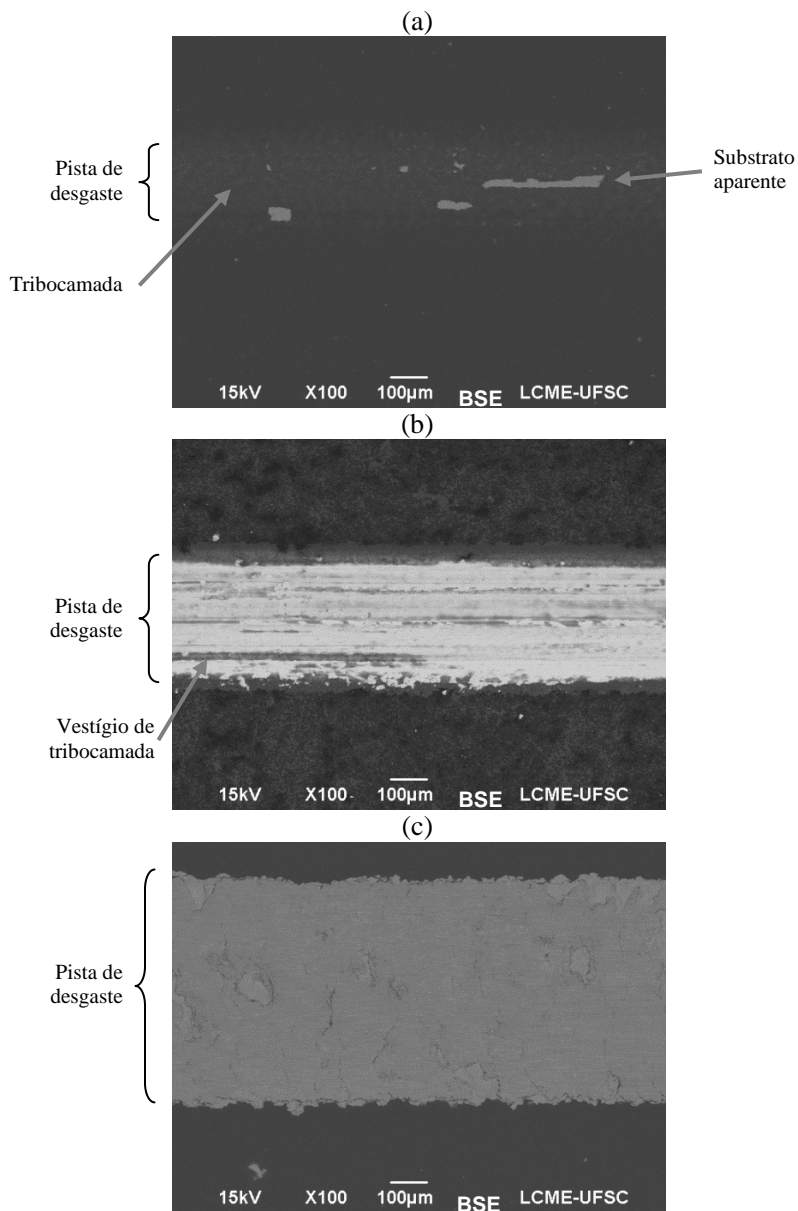 (a)
Pista de
desgaste
Substrato
aparente
Tribocamada
15kV X100 100µm BSE LCME-UFSC
(b)
Pista de
desgaste
Vestígio de
tribocamada
15kV X100 100µm BSE LCME-UFSC
(c)
Pista de
desgaste
15kV X100 100µm BSE LCME-UFSC